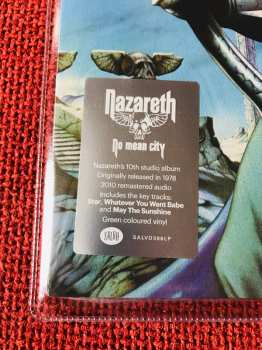 Nazareth
No mean city
Nazareth's 10th studio album
Originally released in 1978
2010 remastered audio
Includes the key tracks:
Star, Whatever You Want Babe
and May The Sunshine
Green coloured vinyl
SALVO
SALVO388LP